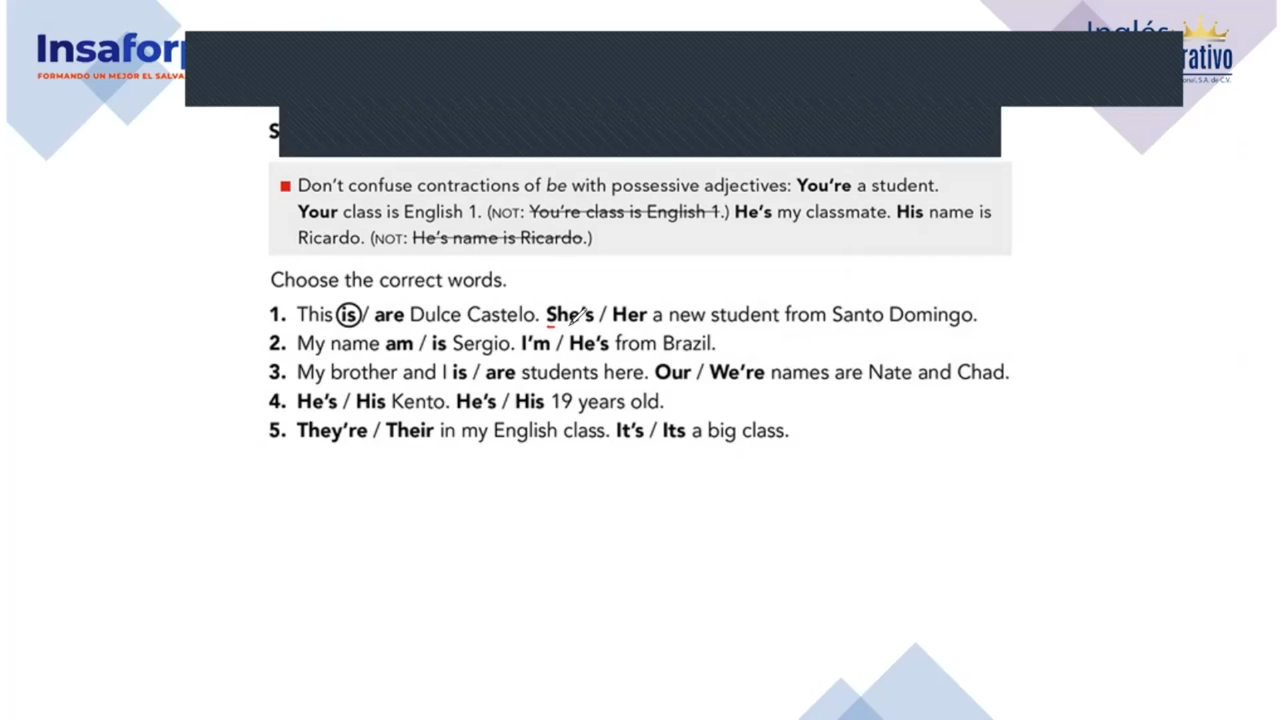 Insaforp
FORMANDO UN MEJOR EL SALVA
Inglés
rativo
nal, S.A. de C.V.
S
■ Don't confuse contractions of be with possessive adjectives: You're a student.
Your class is English 1. (NOT: You're class is English 1.) He's my classmate. His name is
Ricardo. (NOT: He's name is Ricardo.)
Choose the correct words.
1. This is / are Dulce Castelo. She's / Her a new student from Santo Domingo.
2. My name am / is Sergio. I'm / He's from Brazil.
3. My brother and I is / are students here. Our / We're names are Nate and Chad.
4. He's / His Kento. He's / His 19 years old.
5. They're / Their in my English class. It's / Its a big class.